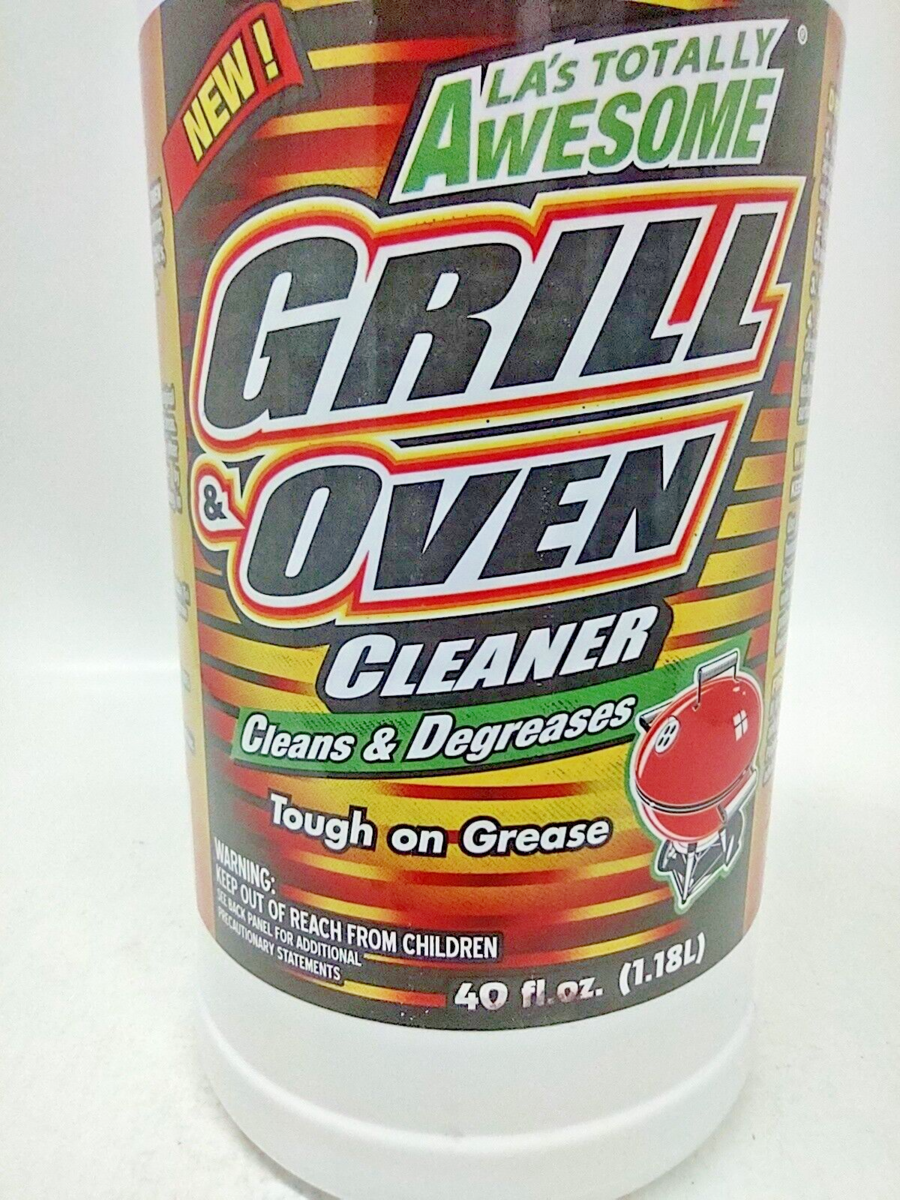 NEW!
LA'S TOTALLY
AWESOME
®
GRILL
& OVEN
CLEANER
Cleans & Degreases
Tough on Grease
WARNING:
KEEP OUT OF REACH FROM CHILDREN
SEE BACK PANEL FOR ADDITIONAL
PRECAUTIONARY STATEMENTS
40 fl.oz. (1.18L)